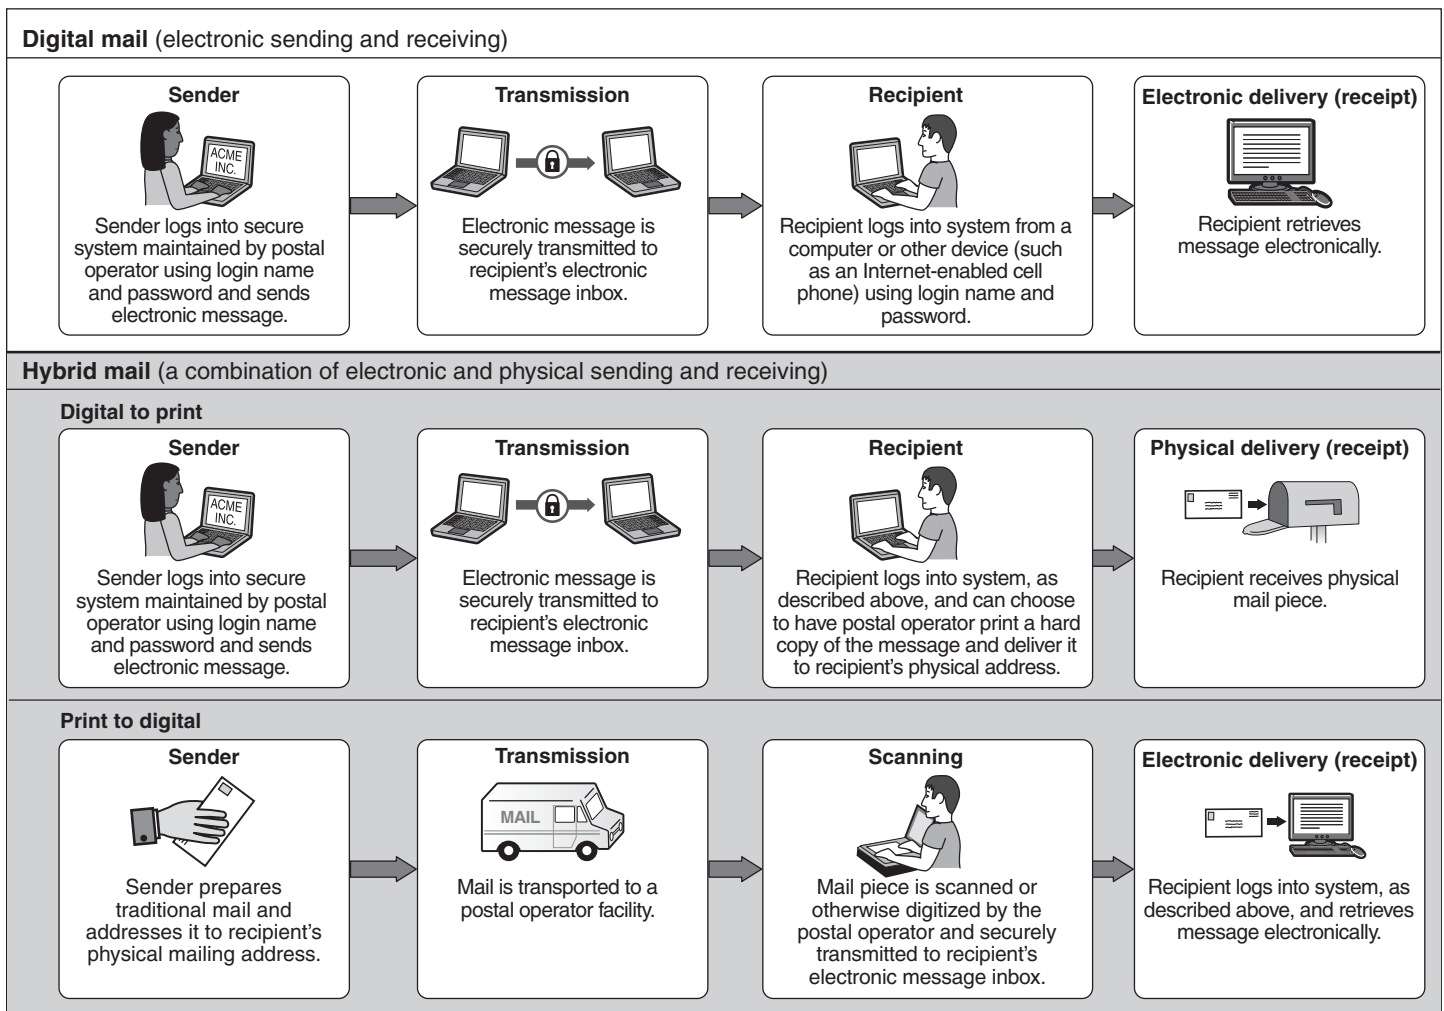 Digital mail (electronic sending and receiving)
Sender
ACME
INC.
Sender logs into secure
system maintained by postal
operator using login name
and password and sends
electronic message.
Transmission
Electronic message is
securely transmitted to
recipient's electronic
message inbox.
Recipient
Recipient logs into system from a
computer or other device (such
as an Internet-enabled cell
phone) using login name and
password.
Electronic delivery (receipt)
Recipient retrieves
message electronically.
Hybrid mail (a combination of electronic and physical sending and receiving)
Digital to print
Sender
ACME
INC.
Sender logs into secure
system maintained by postal
operator using login name
and password and sends
electronic message.
Transmission
Electronic message is
securely transmitted to
recipient's electronic
message inbox.
Recipient
Recipient logs into system, as
described above, and can choose
to have postal operator print a hard
copy of the message and deliver it
to recipient's physical address.
Physical delivery (receipt)
Recipient receives physical
mail piece.
Print to digital
Sender
Sender prepares
traditional mail and
addresses it to recipient's
physical mailing address.
Transmission
MAIL
Mail is transported to a
postal operator facility.
Scanning
Mail piece is scanned or
otherwise digitized by the
postal operator and securely
transmitted to recipient's
electronic message inbox.
Electronic delivery (receipt)
Recipient logs into system, as
described above, and retrieves
message electronically.